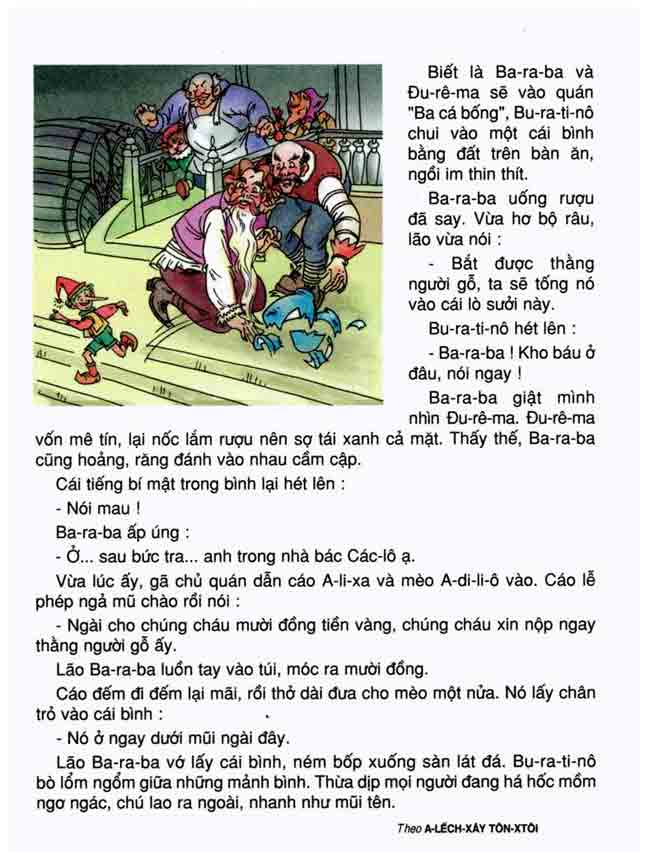 Biết là Ba-ra-ba và
Đu-rê-ma sẽ vào quán
"Ba cá bống", Bu-ra-ti-nô
chui vào một cái bình
bằng đất trên bàn ăn,
ngồi im thin thít.
Ba-ra-ba uống rượu
đã say. Vừa hơ bộ râu,
lão vừa nói :
- Bắt được thằng
người gỗ, ta sẽ tống nó
vào cái lò sưởi này.
Bu-ra-ti-nô hét lên :
- Ba-ra-ba ! Kho báu ở
đâu, nói ngay !
Ba-ra-ba giật mình
nhìn Đu-rê-ma. Đu-rê-ma
vốn mê tín, lại nốc lắm rượu nên sợ tái xanh cả mặt. Thấy thế, Ba-ra-ba
cũng hoảng, răng đánh vào nhau cầm cập.
Cái tiếng bí mật trong bình lại hét lên :
- Nói mau !
Ba-ra-ba ấp úng :
- Ở... sau bức tra... anh trong nhà bác Các-lô ạ.
Vừa lúc ấy, gã chủ quán dẫn cáo A-li-xa và mèo A-di-li-ô vào. Cáo lễ
phép ngả mũ chào rồi nói :
- Ngài cho chúng cháu mười đồng tiền vàng, chúng cháu xin nộp ngay
thằng người gỗ ấy.
Lão Ba-ra-ba luồn tay vào túi, móc ra mười đồng.
Cáo đếm đi đếm lại mãi, rồi thở dài đưa cho mèo một nửa. Nó lấy chân
trỏ vào cái bình :
- Nó ở ngay dưới mũi ngài đây.
Lão Ba-ra-ba vớ lấy cái bình, ném bốp xuống sàn lát đá. Bu-ra-ti-nô
bò lổm ngổm giữa những mảnh bình. Thừa dịp mọi người đang há hốc mồm
ngơ ngác, chú lao ra ngoài, nhanh như mũi tên.
Theo A-LẾCH-XÂY TÔN-XTÔI